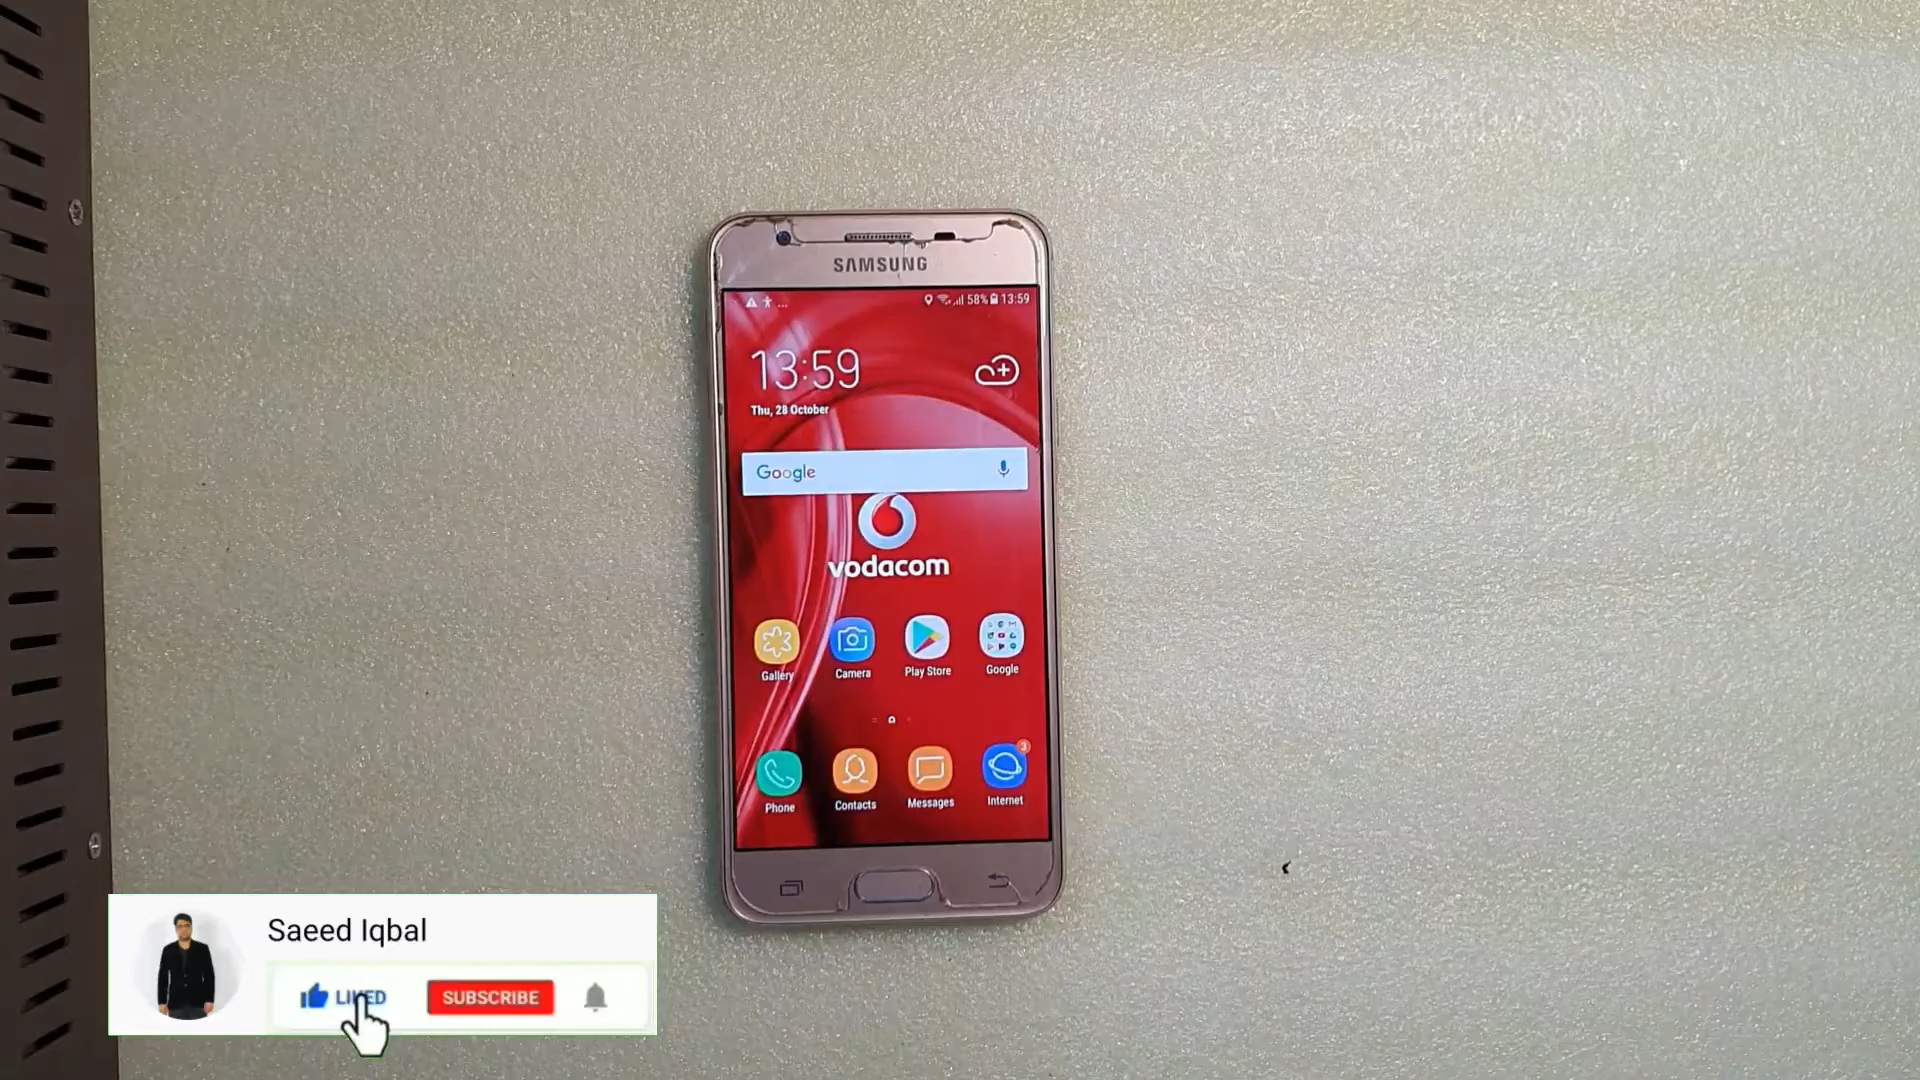 SAMSUNG
58% 13:59
13:59
Thu, 28 October
Google
vodacom
Gallery
Camera
Play Store
Google
Phone
Contacts
Messages
3
Internet
Saeed Iqbal
LIKED
SUBSCRIBE